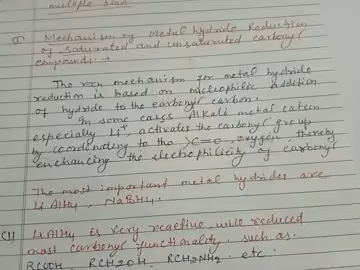 multiple bond
Mechanism of Metal hydride Reduction
of saturated and unsaturated carbonyl
compounds :-
The mechanism for metal hydride
reduction is based on nucleophilic addition
of hydride to the carbonyl carbon.
In some cases Alkali metal cation
especially Li+, activates the carbonyl group
by coordinating to the >C=O, oxygen, thereby
enchancing the electrophilicity of carbonyl
The most important metal hydrides are
LiAlH4, NaBH4.
(1) LiAlH4 is very reactive, will reduced
most carbonyl functionality, such as.
RCOOH, RCH2OH, RCH2NH2. etc.